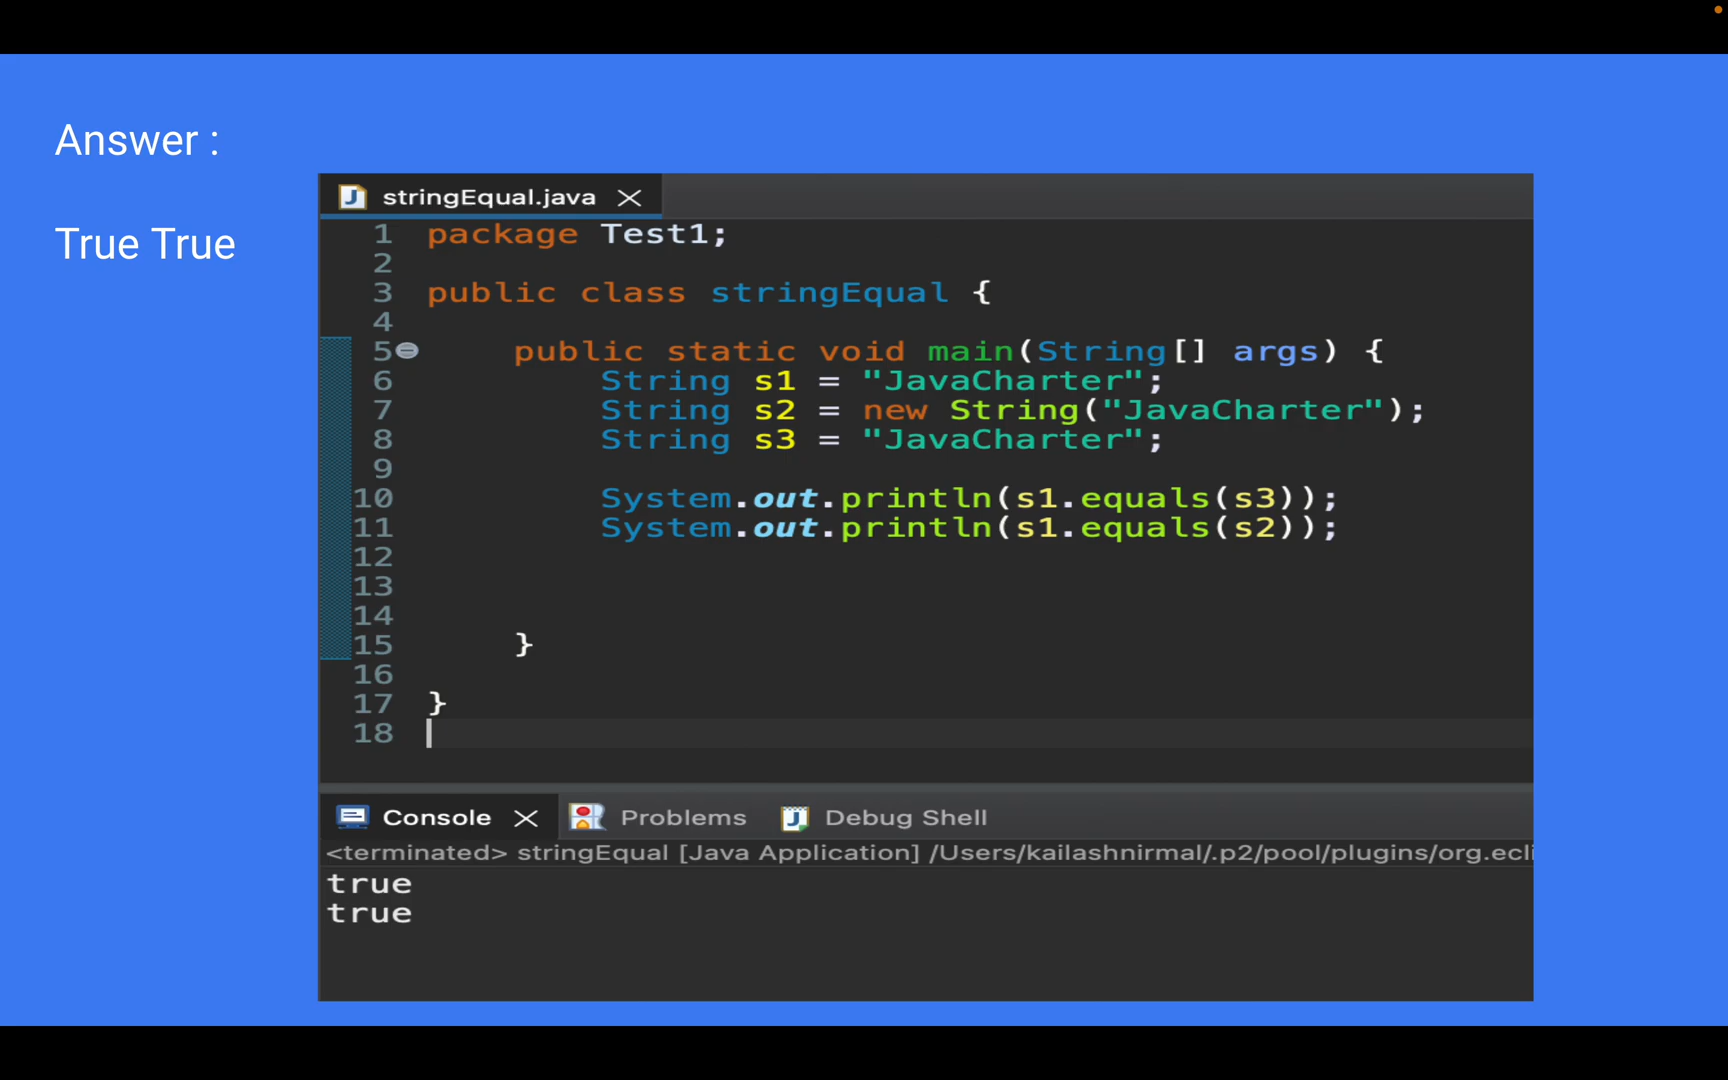 Answer :
True True
stringEqual.java
1 package Test1;
2
3 public class stringEqual {
4
5 public static void main(String[] args) {
6 String s1 = "JavaCharter";
7 String s2 = new String("JavaCharter");
8 String s3 = "JavaCharter";
9
10 System.out.println(s1.equals(s3));
11 System.out.println(s1.equals(s2));
12
13
14
15 }
16
17 }
18
Console Problems Debug Shell
<terminated> stringEqual [Java Application] /Users/kailashnirmal/.p2/pool/plugins/org.ecli
true
true